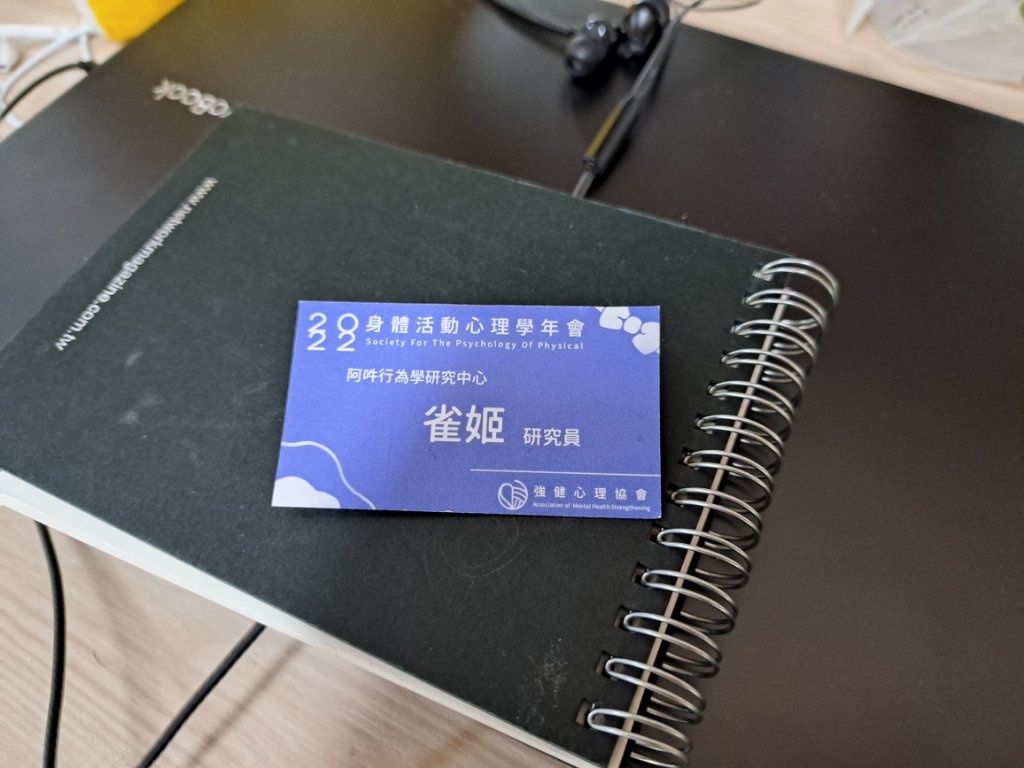 2022
身體活動心理學年會
Society For The Psychology Of Physical
阿吽行為學研究中心
雀姬 研究員
強健心理協會
Association of Mental Health Strengthening
www.networkmagazine.com.tw